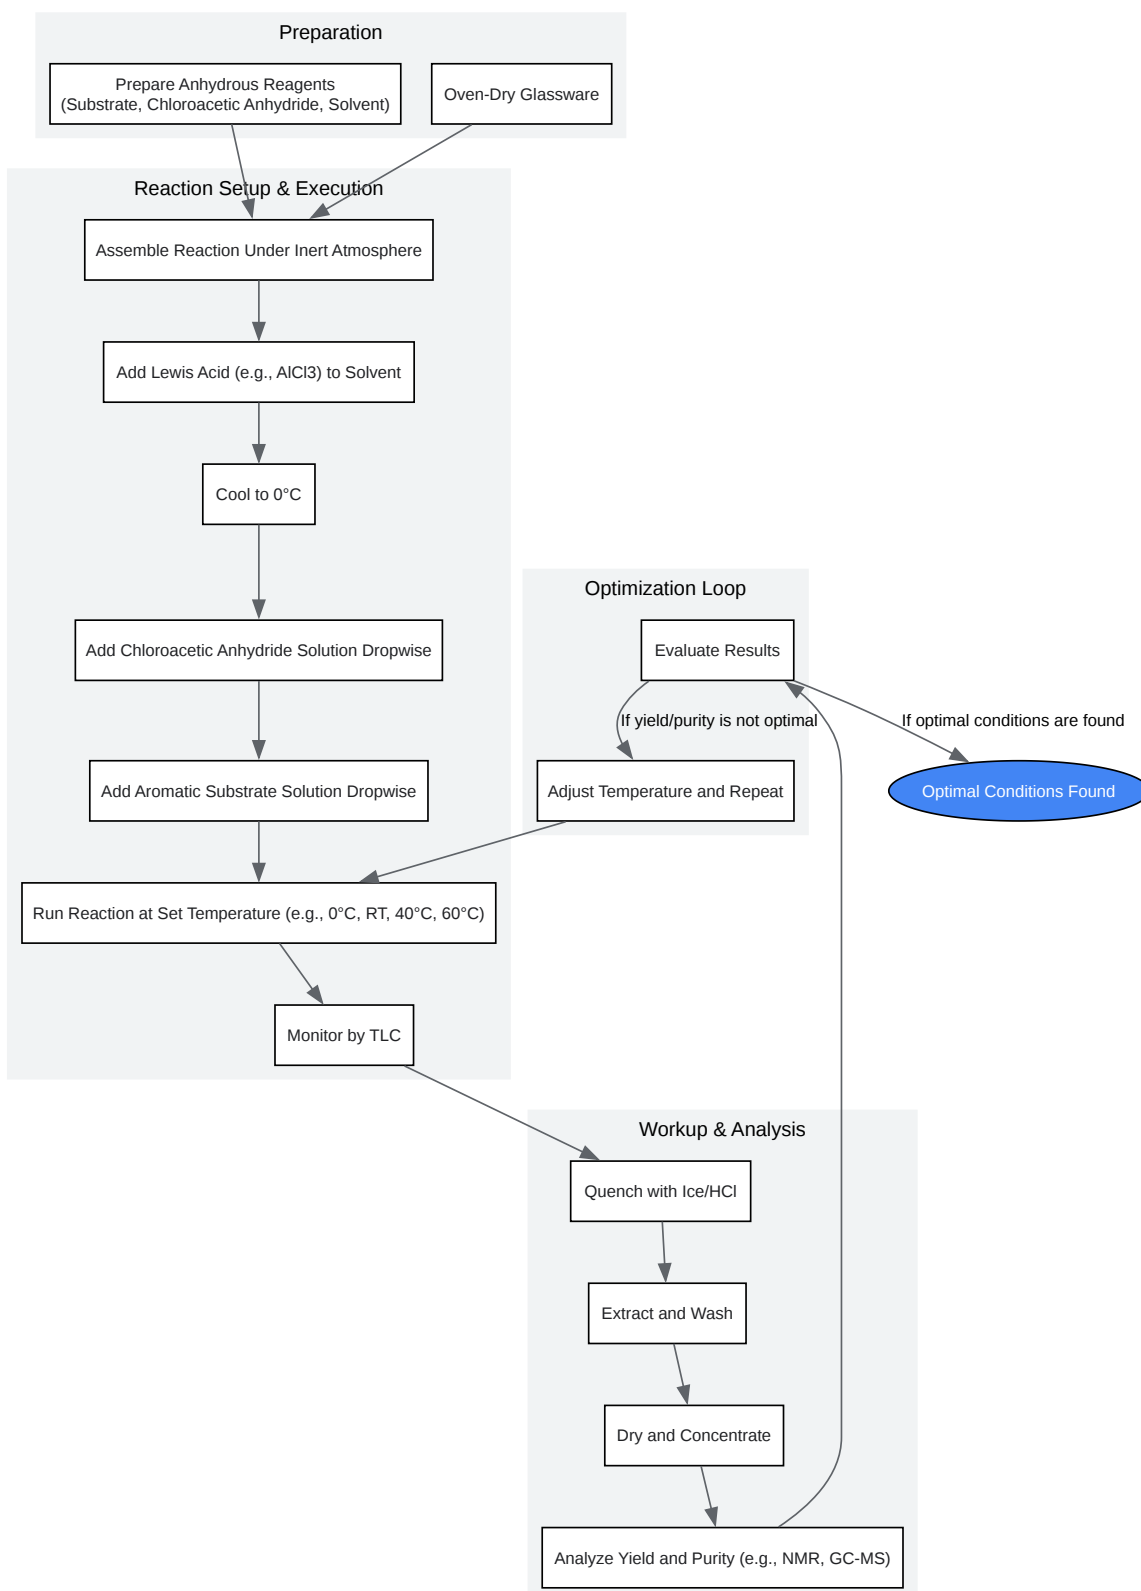 Preparation
Prepare Anhydrous Reagents
(Substrate, Chloroacetic Anhydride, Solvent)
Oven-Dry Glassware
Reaction Setup & Execution
Assemble Reaction Under Inert Atmosphere
Add Lewis Acid (e.g., AlCl3) to Solvent
Cool to 0°C
Add Chloroacetic Anhydride Solution Dropwise
Add Aromatic Substrate Solution Dropwise
Run Reaction at Set Temperature (e.g., 0°C, RT, 40°C, 60°C)
Monitor by TLC
Optimization Loop
Evaluate Results
If yield/purity is not optimal
If optimal conditions are found
Adjust Temperature and Repeat
Optimal Conditions Found
Workup & Analysis
Quench with Ice/HCl
Extract and Wash
Dry and Concentrate
Analyze Yield and Purity (e.g., NMR, GC-MS)